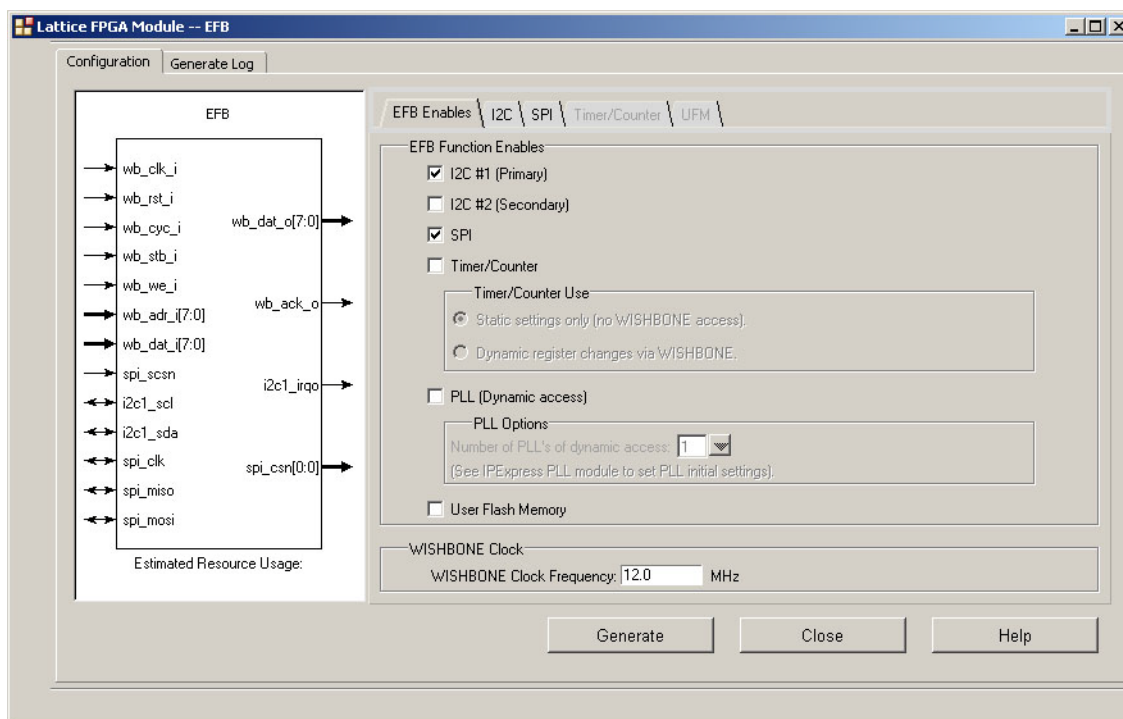 Lattice FPGA Module -- EFB
Configuration
Generate Log
EFB
wb_clk_i
wb_rst_i
wb_cyc_i
wb_stb_i
wb_we_i
wb_adr_i[7:0]
wb_dat_i[7:0]
spi_scsn
i2c1_scl
i2c1_sda
spi_clk
spi_miso
spi_mosi
wb_dat_o[7:0]
wb_ack_o
i2c1_irqo
spi_csn[0:0]
Estimated Resource Usage:
EFB Enables
I2C
SPI
Timer/Counter
UFM
EFB Function Enables
I2C #1 (Primary)
I2C #2 (Secondary)
SPI
Timer/Counter
Timer/Counter Use
Static settings only (no WISHBONE access).
Dynamic register changes via WISHBONE.
PLL (Dynamic access)
PLL Options
Number of PLL's of dynamic access: 1
(See IPExpress PLL module to set PLL initial settings).
User Flash Memory
WISHBONE Clock
WISHBONE Clock Frequency: 12.0 MHz
Generate
Close
Help